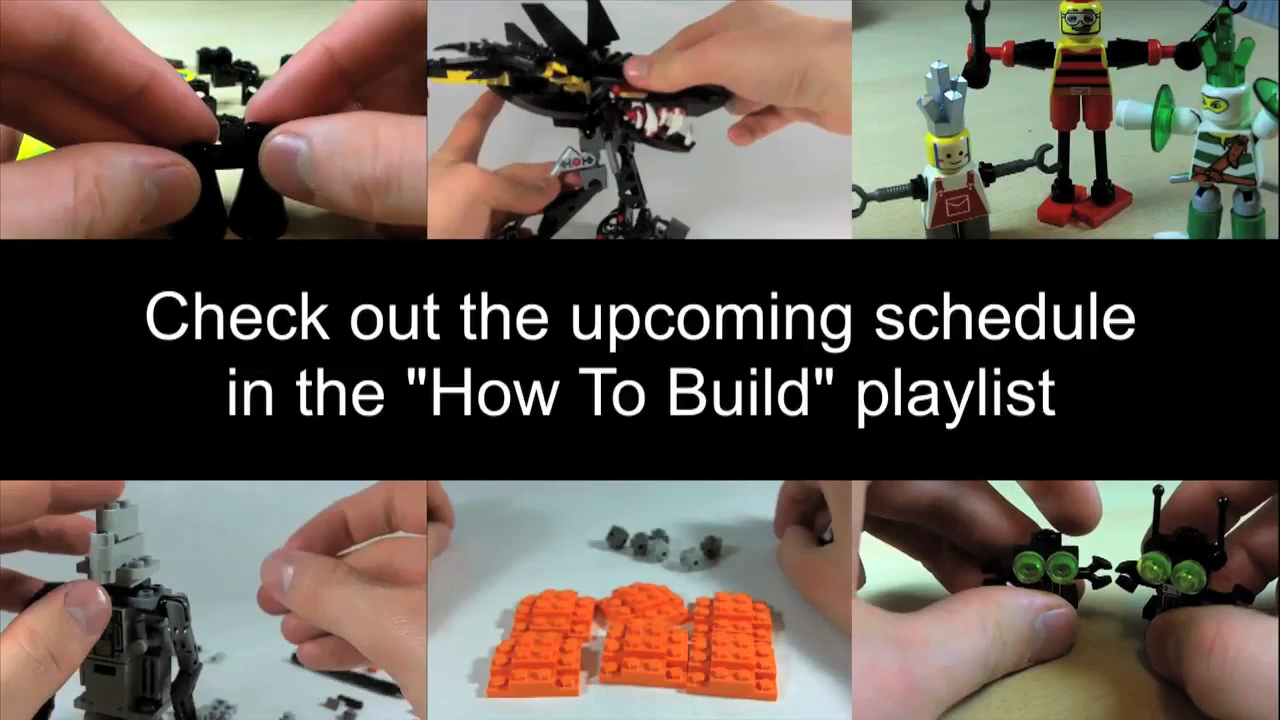 Check out the upcoming schedule
in the "How To Build" playlist